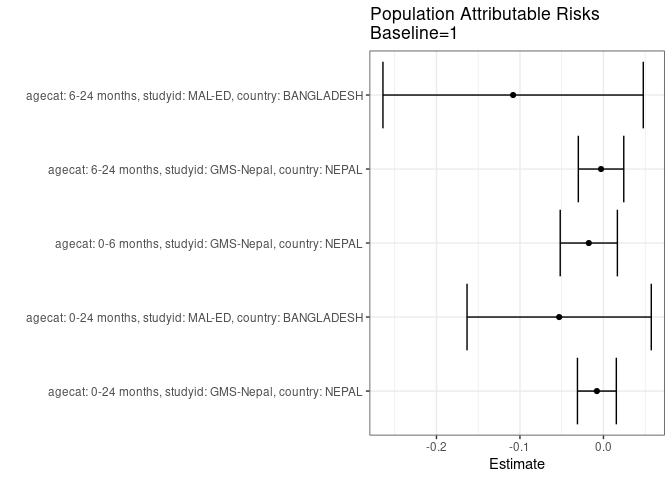 Population Attributable Risks
Baseline=1
agecat: 6-24 months, studyid: MAL-ED, country: BANGLADESH
agecat: 6-24 months, studyid: GMS-Nepal, country: NEPAL
agecat: 0-6 months, studyid: GMS-Nepal, country: NEPAL
agecat: 0-24 months, studyid: MAL-ED, country: BANGLADESH
agecat: 0-24 months, studyid: GMS-Nepal, country: NEPAL
-0.2 -0.1 0.0
Estimate